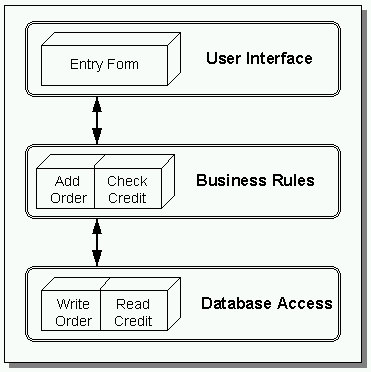 Entry Form
User Interface
Add
Order
Check
Credit
Business Rules
Write
Order
Read
Credit
Database Access